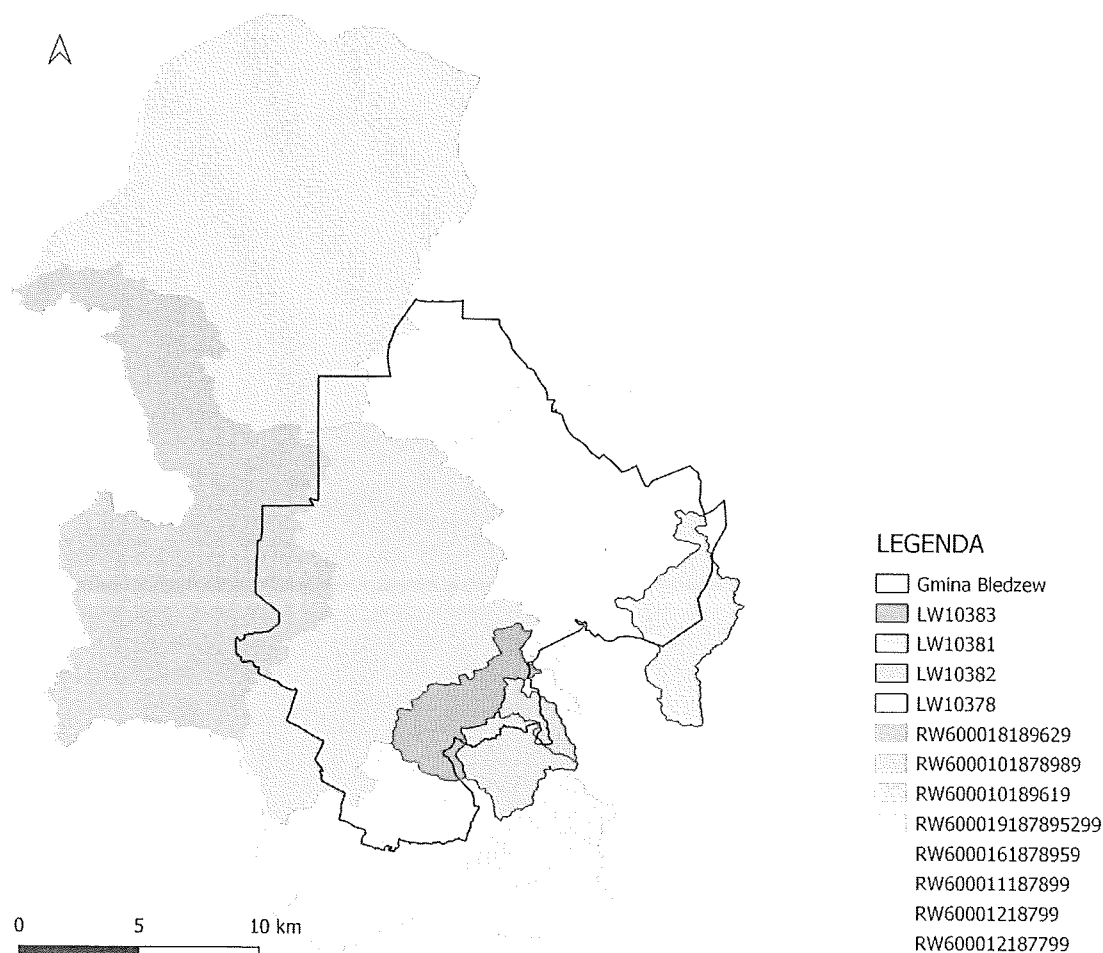 LEGENDA
Gmina Bledzew
LW10383
LW10381
LW10382
LW10378
RW600018189629
RW6000101878989
RW600010189619
RW600019187895299
RW6000161878959
RW600011187899
RW60001218799
RW600012187799
0 5 10 km